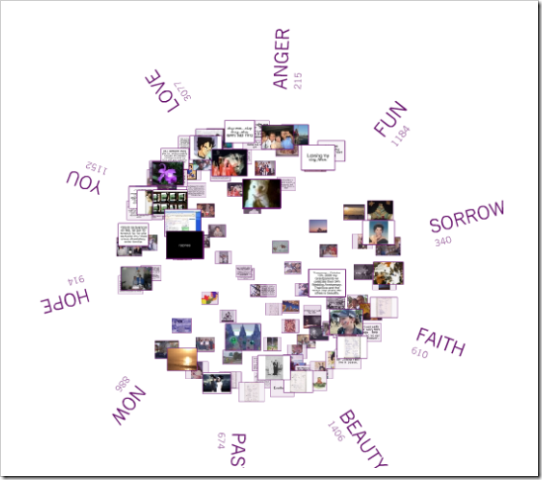 ANGER
215
FUN
1184
SORROW
340
FAITH
610
BEAUTY
1406
PAS
674
NOW
886
HOPE
914
YOU
1152
LOVE
3077